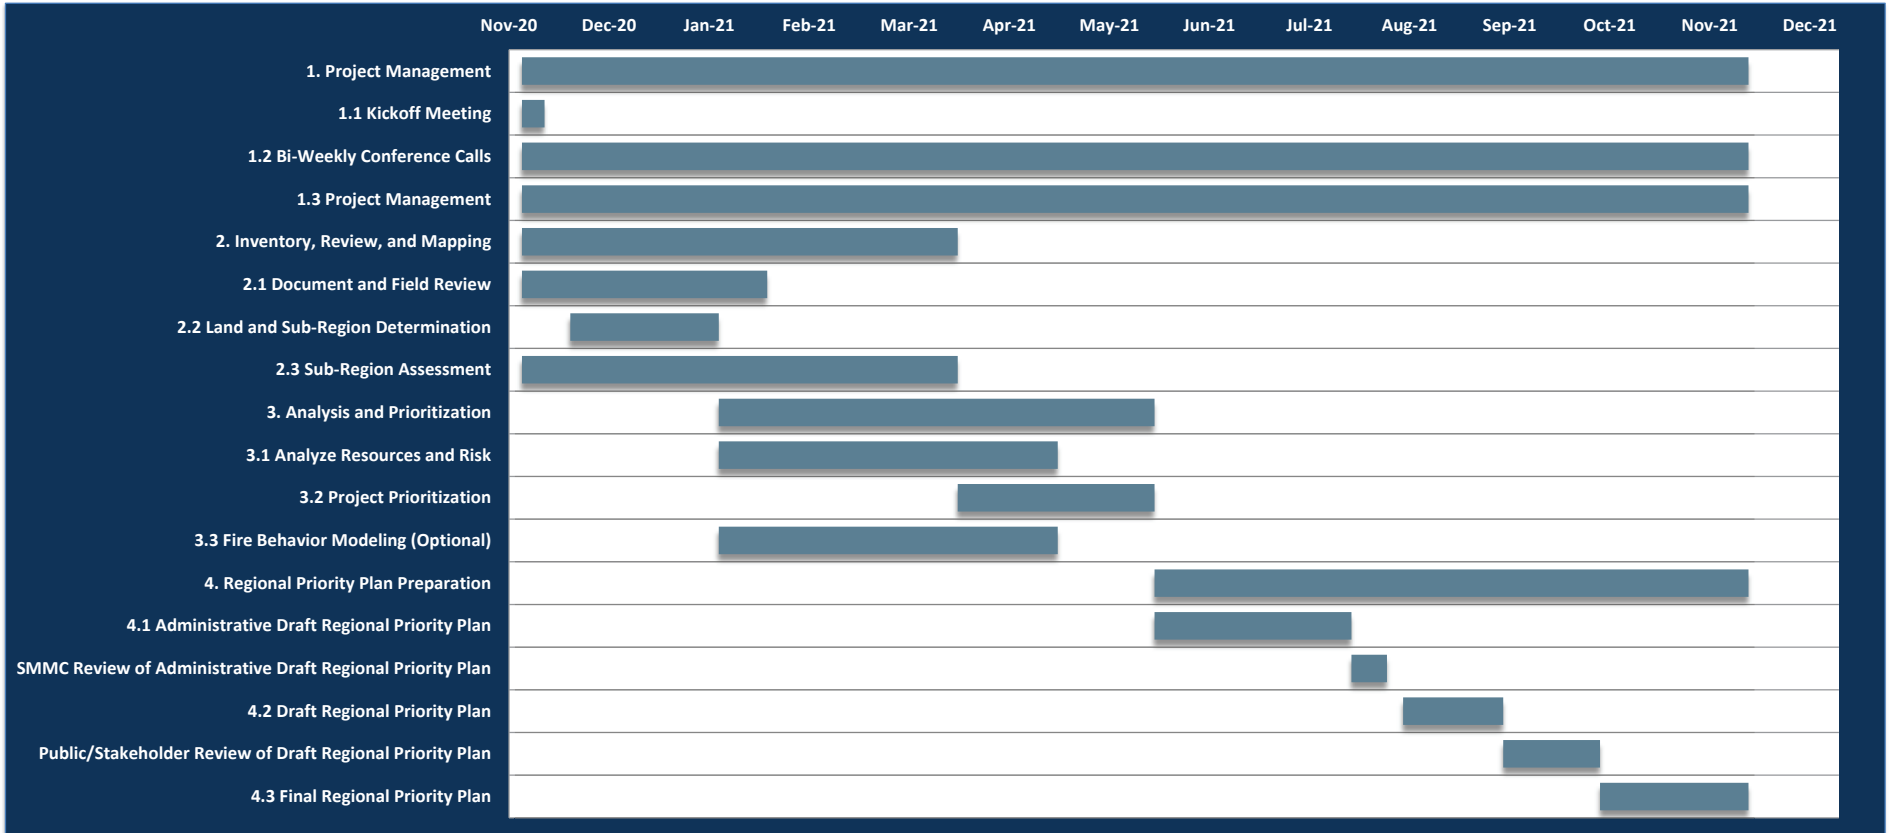 Nov-20 Dec-20 Jan-21 Feb-21 Mar-21 Apr-21 May-21 Jun-21 Jul-21 Aug-21 Sep-21 Oct-21 Nov-21 Dec-21
1. Project Management
1.1 Kickoff Meeting
1.2 Bi-Weekly Conference Calls
1.3 Project Management
2. Inventory, Review, and Mapping
2.1 Document and Field Review
2.2 Land and Sub-Region Determination
2.3 Sub-Region Assessment
3. Analysis and Prioritization
3.1 Analyze Resources and Risk
3.2 Project Prioritization
3.3 Fire Behavior Modeling (Optional)
4. Regional Priority Plan Preparation
4.1 Administrative Draft Regional Priority Plan
SMMC Review of Administrative Draft Regional Priority Plan
4.2 Draft Regional Priority Plan
Public/Stakeholder Review of Draft Regional Priority Plan
4.3 Final Regional Priority Plan